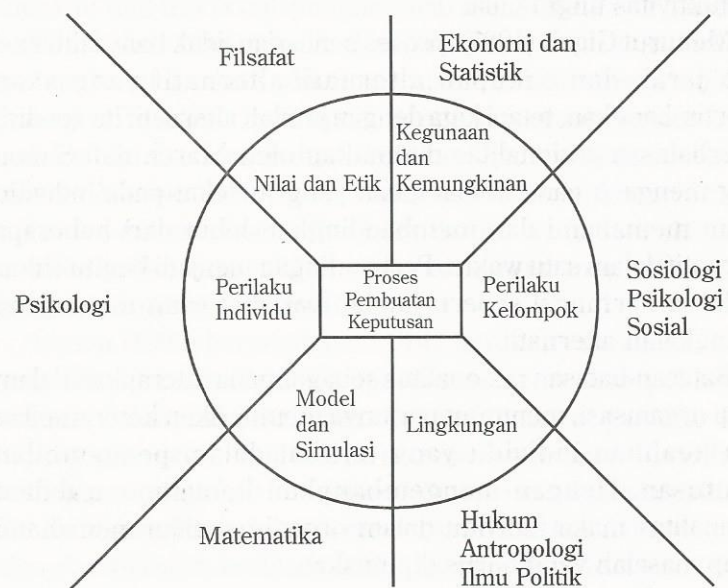 Filsafat
Ekonomi dan
Statistik
Kegunaan
dan
Kemungkinan
Nilai dan Etik
Psikologi
Perilaku
Individu
Proses
Pembuatan
Keputusan
Perilaku
Kelompok
Sosiologi
Psikologi
Sosial
Model
dan
Simulasi
Lingkungan
Matematika
Hukum
Antropologi
Ilmu Politik